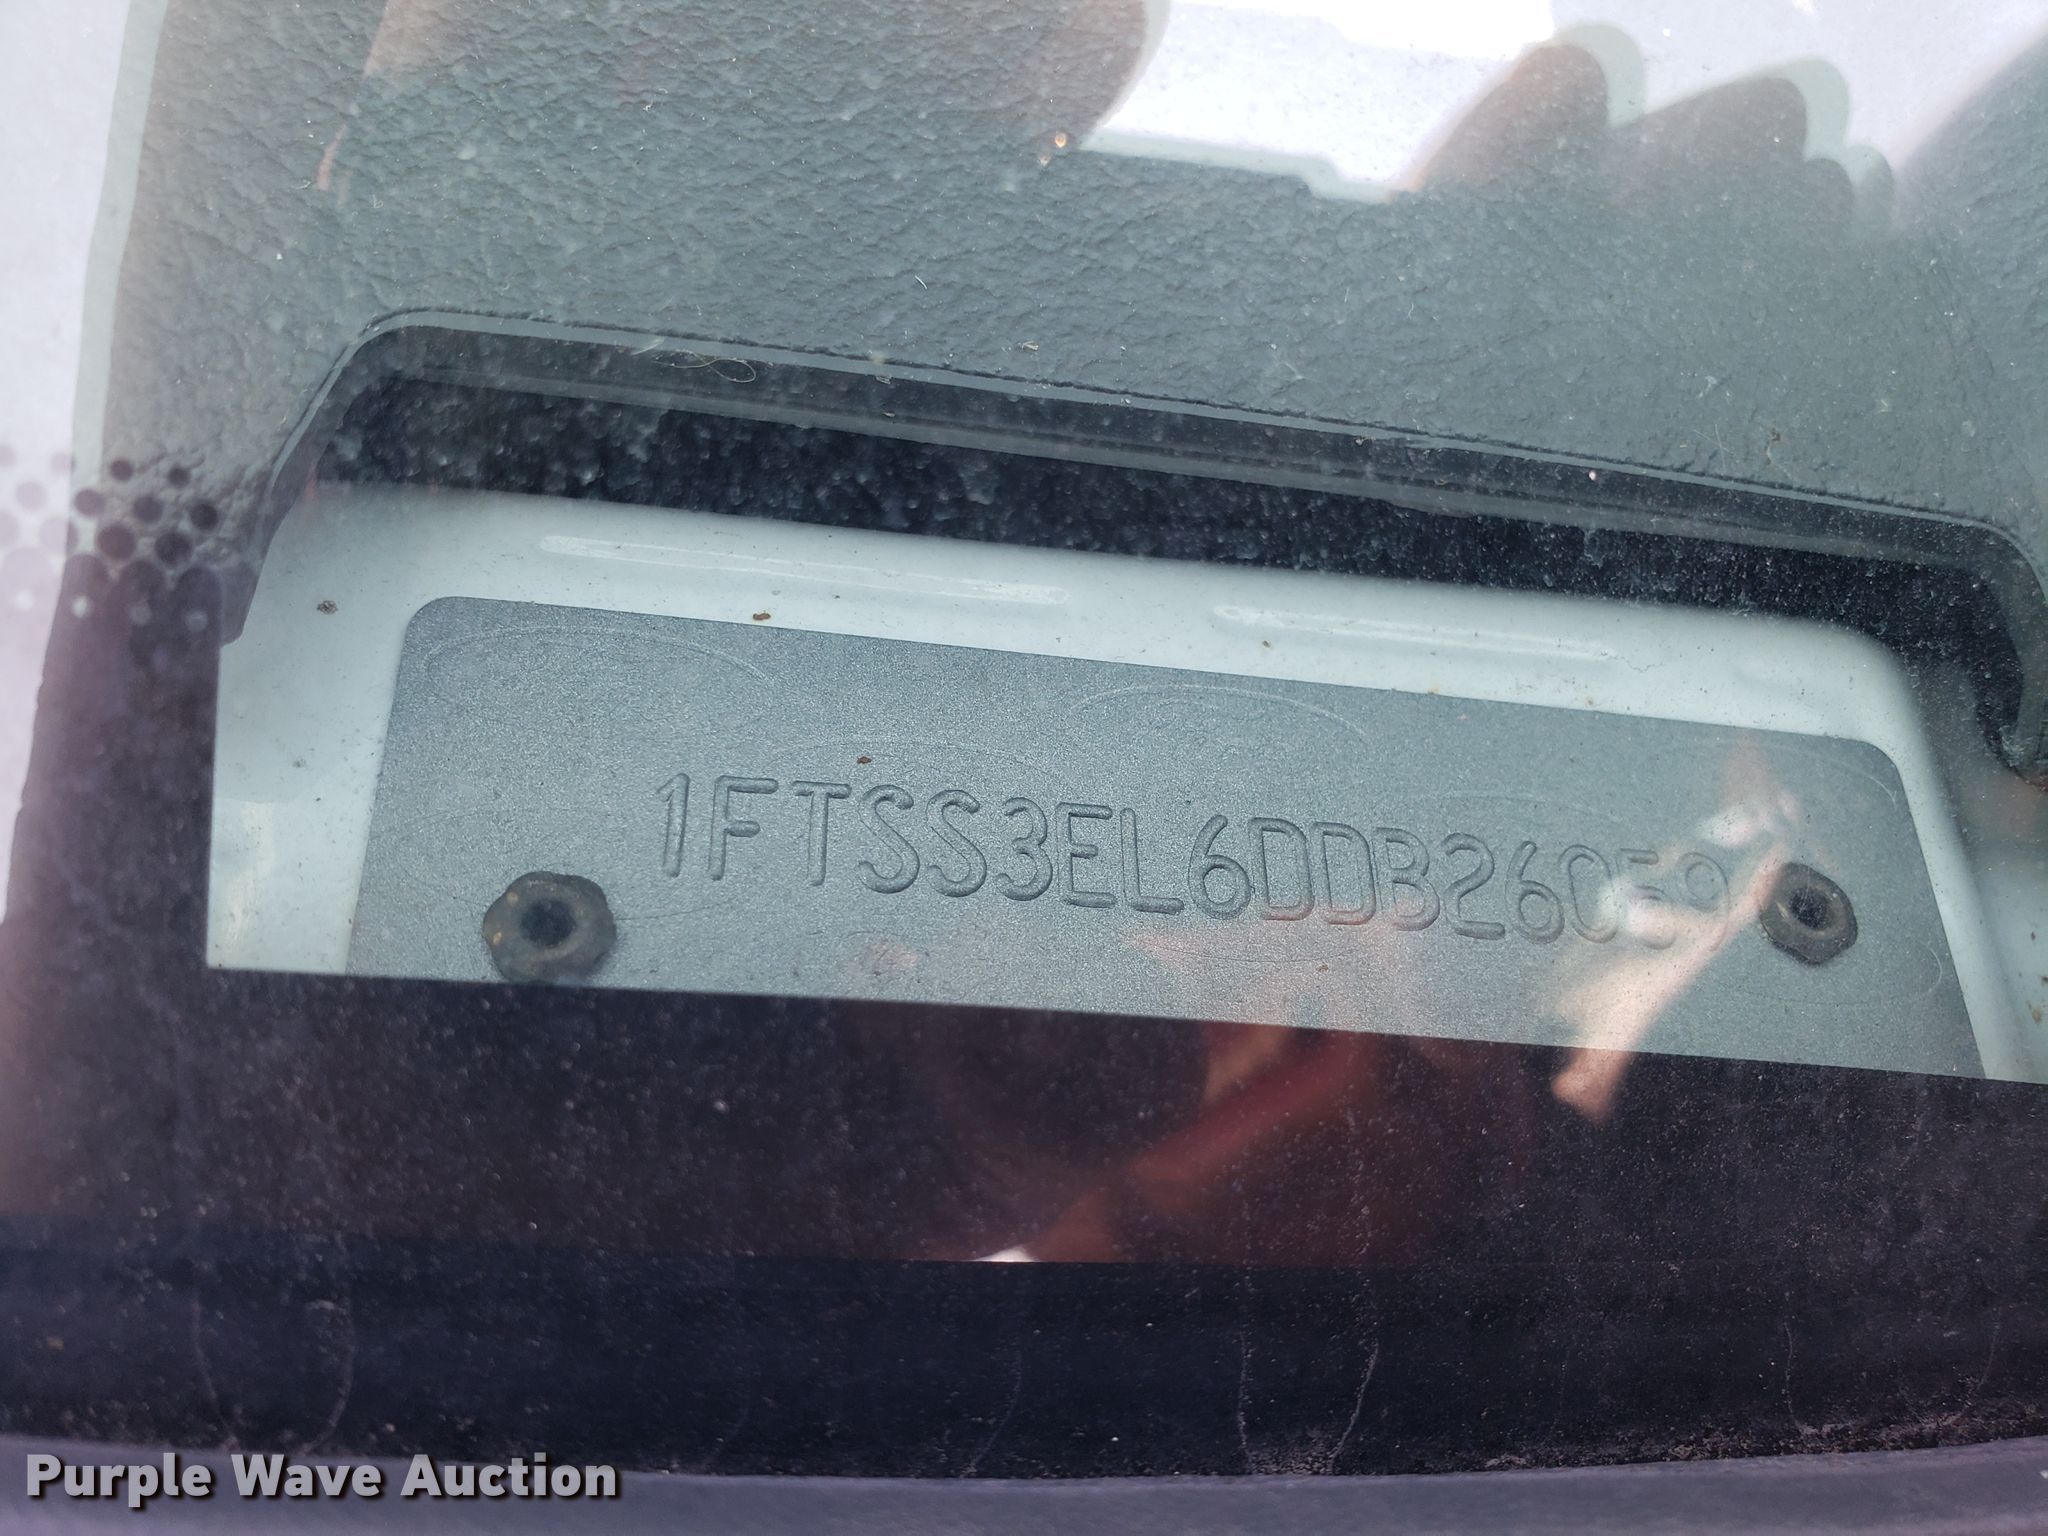 1FTSS3EL6DDB26059
Purple Wave Auction